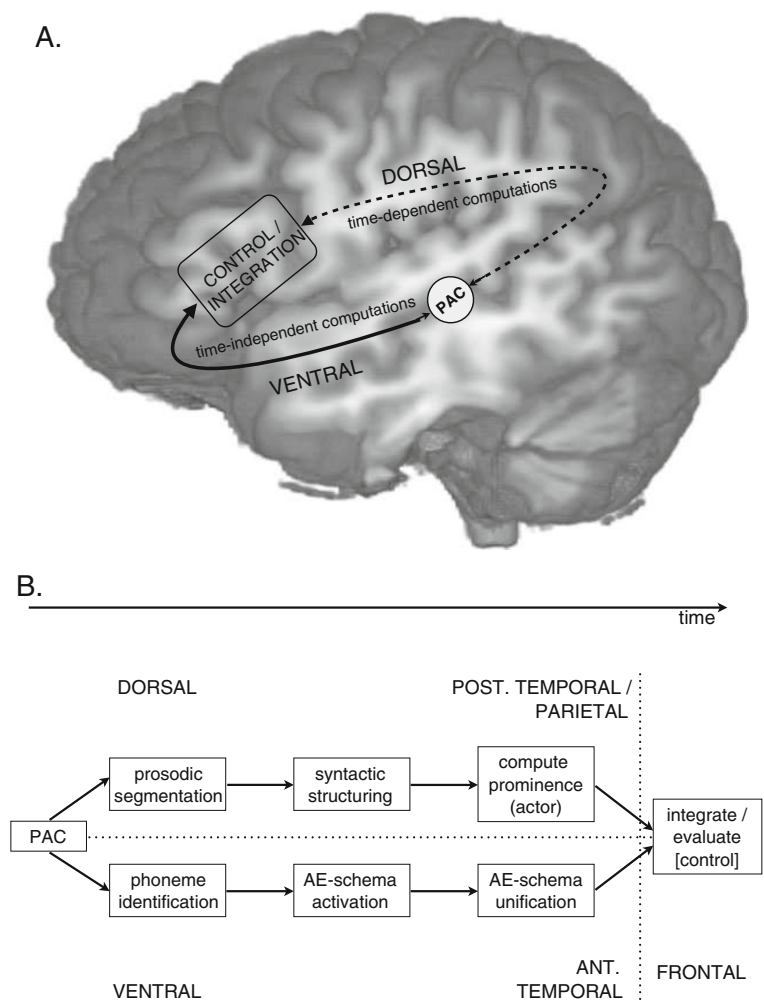 A.
DORSAL
time-dependent computations
CONTROL /
INTEGRATION
PAC
time-independent computations
VENTRAL
B.
time
DORSAL
POST. TEMPORAL /
PARIETAL
prosodic
segmentation
syntactic
structuring
compute
prominence
(actor)
PAC
integrate /
evaluate
[control]
phoneme
identification
AE-schema
activation
AE-schema
unification
VENTRAL
ANT.
TEMPORAL
FRONTAL